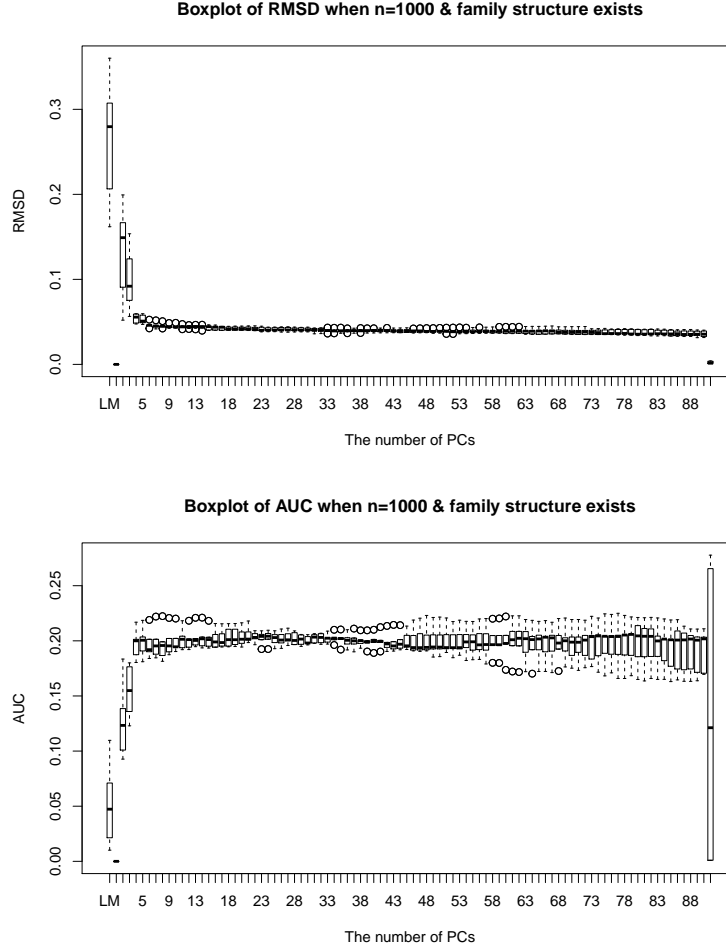 Boxplot of RMSD when n=1000 & family structure exists
0.3
0.2
0.1
0.0
RMSD
LM 5 9 13 18 23 28 33 38 43 48 53 58 63 68 73 78 83 88
The number of PCs
Boxplot of AUC when n=1000 & family structure exists
0.25
0.20
0.15
0.10
0.05
0.00
AUC
LM 5 9 13 18 23 28 33 38 43 48 53 58 63 68 73 78 83 88
The number of PCs